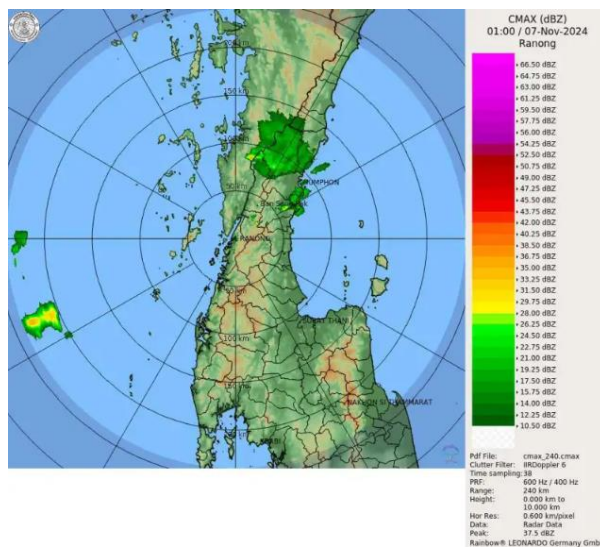 CMAX (dBZ)
01:00 / 07-Nov-2024
Ranong
66.50 dBZ
64.75 dBZ
63.00 dBZ
61.25 dBZ
59.50 dBZ
57.75 dBZ
56.00 dBZ
54.25 dBZ
52.50 dBZ
50.75 dBZ
49.00 dBZ
47.25 dBZ
45.50 dBZ
43.75 dBZ
42.00 dBZ
40.25 dBZ
38.50 dBZ
36.75 dBZ
35.00 dBZ
33.25 dBZ
31.50 dBZ
29.75 dBZ
28.00 dBZ
26.25 dBZ
24.50 dBZ
22.75 dBZ
21.00 dBZ
19.25 dBZ
17.50 dBZ
15.75 dBZ
14.00 dBZ
12.25 dBZ
10.50 dBZ
Pdf File: cmax_240.cmax
Clutter Filter: IIRDoppler 6
Time sampling: 38
PRF: 600 Hz / 400 Hz
Range: 240 km
Height: 0.000 km to
10.000 km
Hor Res: 0.600 km/pixel
Data: Radar Data
Peak: 37.5 dBZ
Rainbow® LEONARDO Germany Gmb
150 km
50 km
RANONG
100 km